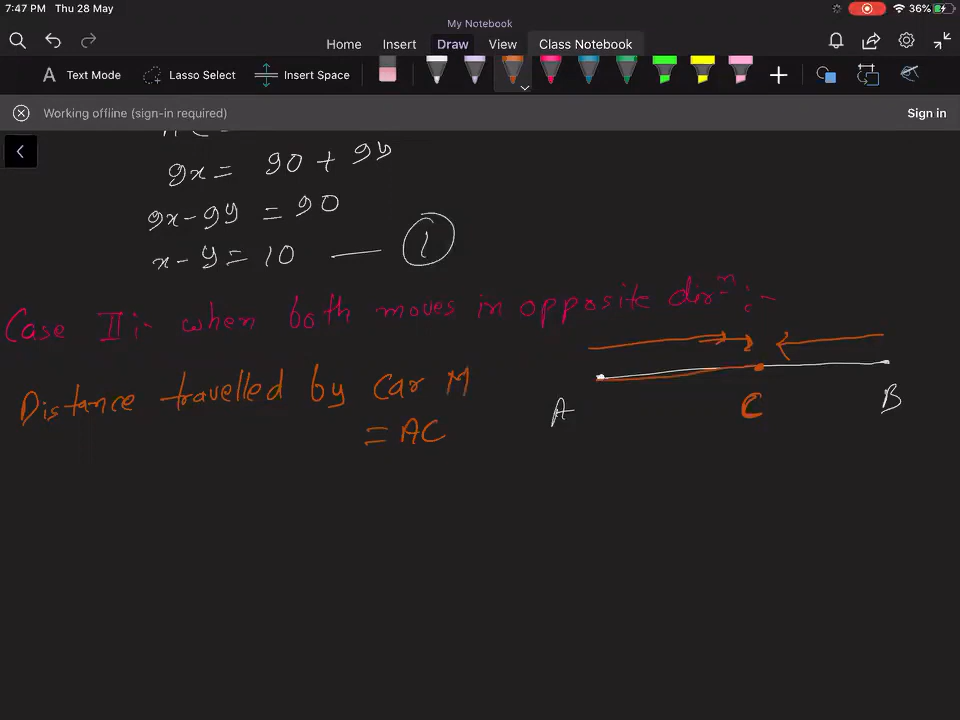 7:47 PM Thu 28 May
36%
My Notebook
Home Insert Draw View Class Notebook
Text Mode Lasso Select Insert Space
Working offline (sign-in required) Sign in
9x = 90 + 9y
9x - 9y = 90
x - y = 10 — 1
Case II :- when both moves in opposite dirⁿ :-
Distance travelled by Car M
= AC
A C B